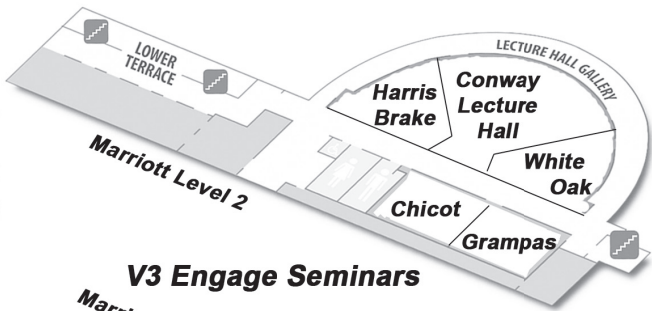 LOWER
TERRACE
LECTURE HALL GALLERY
Harris
Brake
Conway
Lecture
Hall
White
Oak
Marriott Level 2
Chicot
Grampas
V3 Engage Seminars